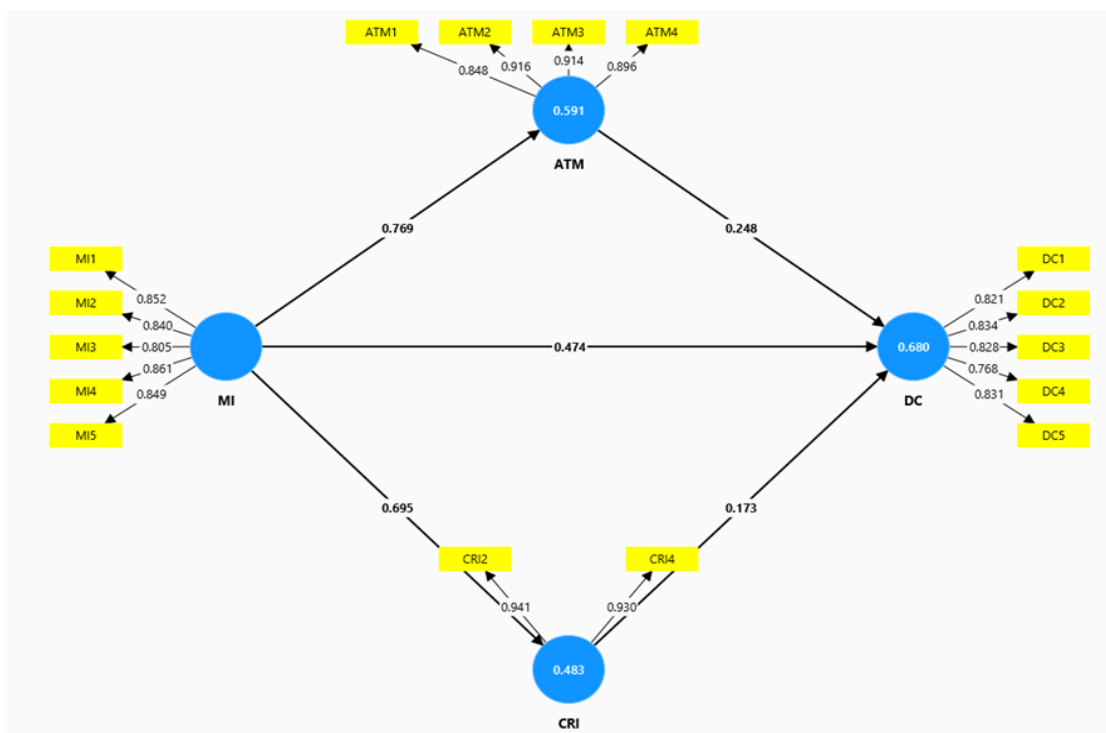 ATM1 ATM2 ATM3 ATM4
0.848 0.916 0.914 0.896
0.591
ATM
0.769 0.248
MI1
MI2
MI3
MI4
MI5
0.852
0.840
0.805
0.861
0.849
MI
0.474
0.680
DC
0.821
0.834
0.828
0.768
0.831
DC1
DC2
DC3
DC4
DC5
0.695 0.173
CRI2 CRI4
0.941 0.930
0.483
CRI